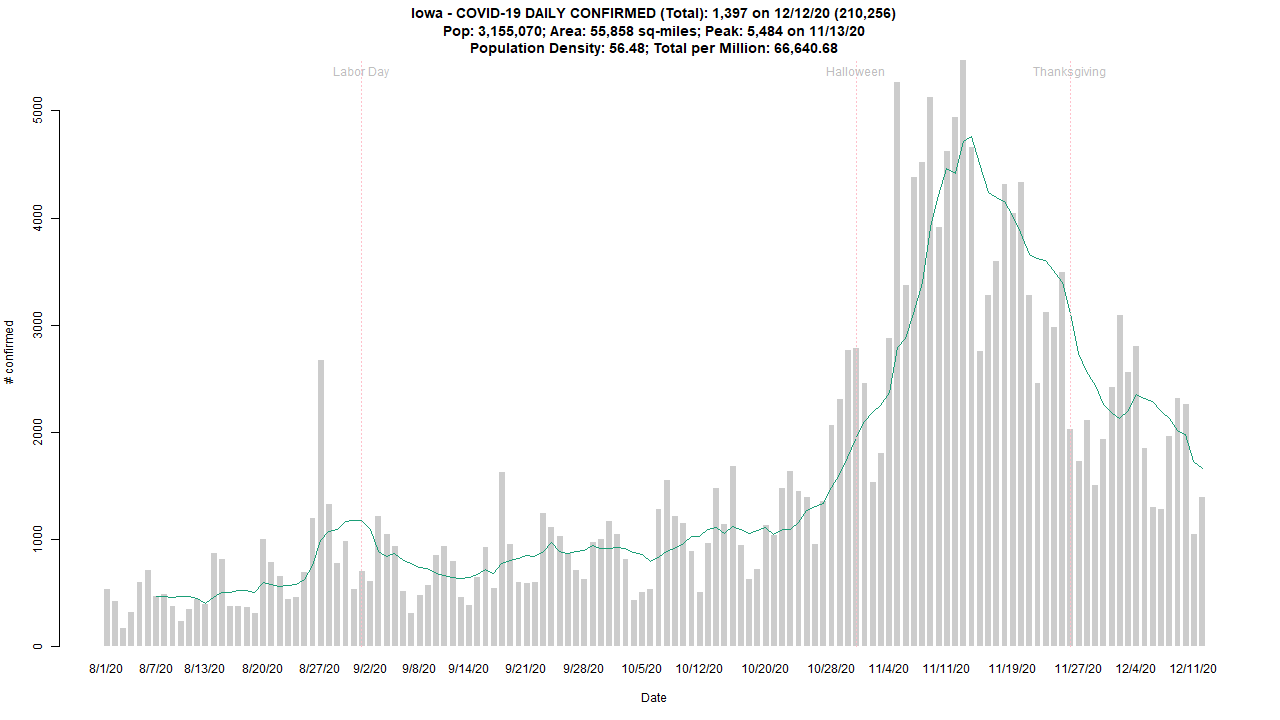 Iowa - COVID-19 DAILY CONFIRMED (Total): 1,397 on 12/12/20 (210,256)
Pop: 3,155,070; Area: 55,858 sq-miles; Peak: 5,484 on 11/13/20
Population Density: 56.48; Total per Million: 66,640.68
Labor Day Halloween Thanksgiving
5000
4000
3000
2000
1000
0
# confirmed
8/1/20 8/7/20 8/13/20 8/20/20 8/27/20 9/2/20 9/8/20 9/14/20 9/21/20 9/28/20 10/5/20 10/12/20 10/20/20 10/28/20 11/4/20 11/11/20 11/19/20 11/27/20 12/4/20 12/11/20
Date